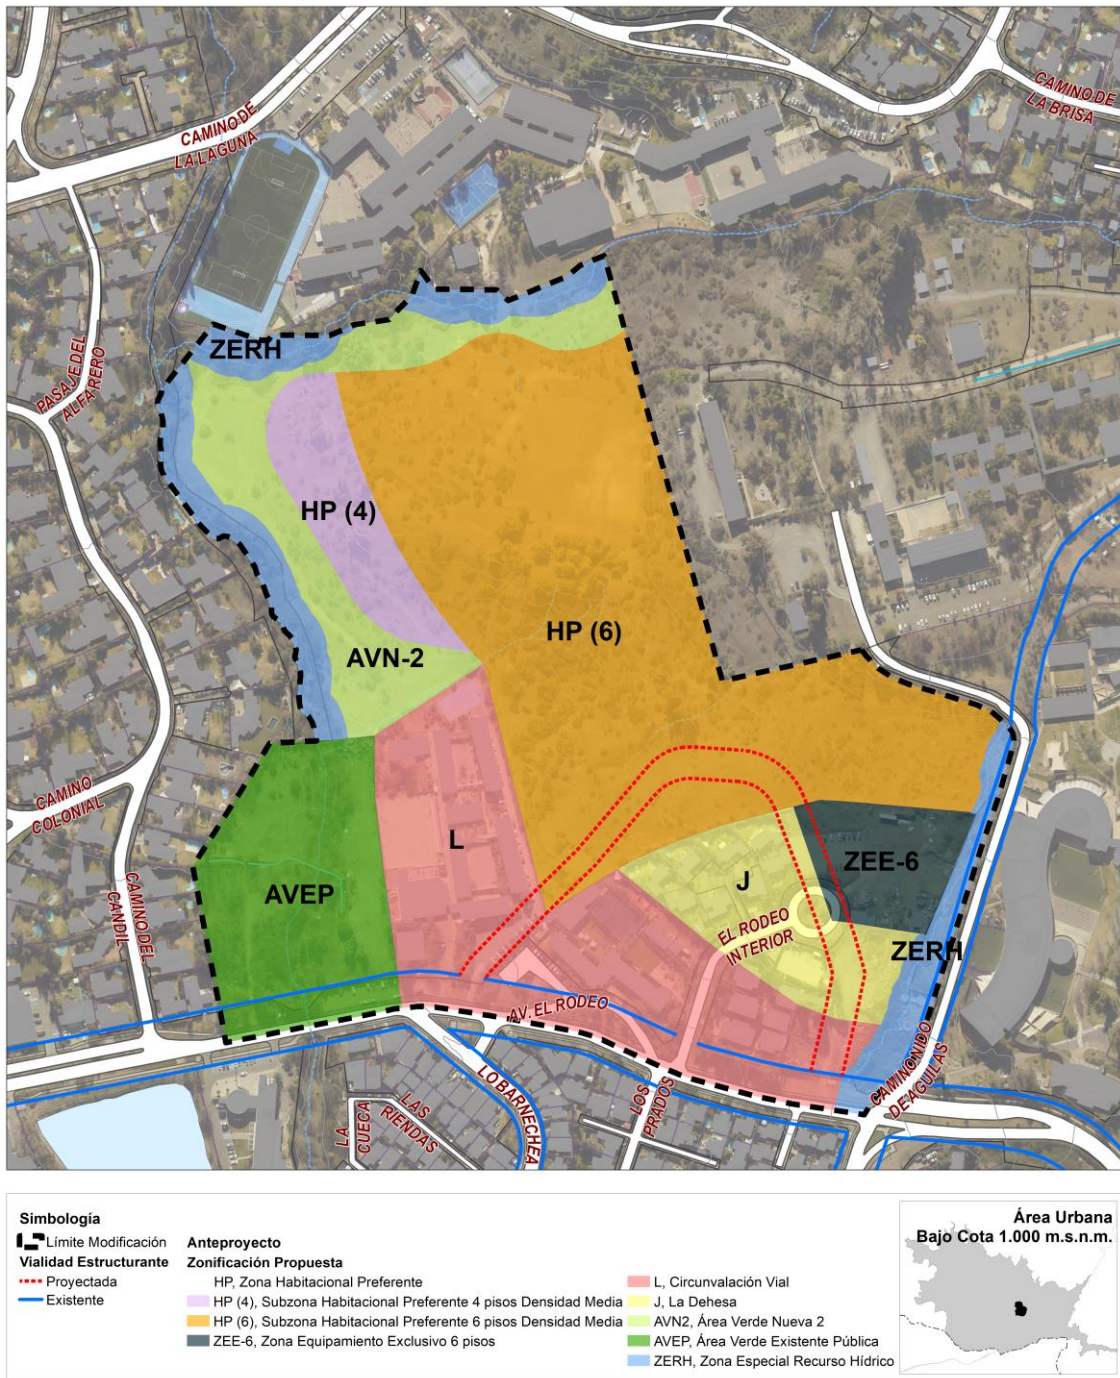 CAMINO DE
LA LAGUNA
CAMINO DE
LA BRISA
PASAJE DEL
ALFARERO
ZERH
HP (4)
HP (6)
AVN-2
CAMINO
COLONIAL
CAMINO DEL
CANDIL
L
AVEP
J
ZEE-6
EL RODEO
INTERIOR
ZERH
AV. EL RODEO
LO BARNECHEA
LAS
RIENDAS
LA
CUECA
LOS
PRADOS
CAMINO NIDO
DE AGUILAS
Simbología
Límite Modificación
Vialidad Estructurante
Proyectada
Existente
Anteproyecto
Zonificación Propuesta
HP, Zona Habitacional Preferente
HP (4), Subzona Habitacional Preferente 4 pisos Densidad Media
HP (6), Subzona Habitacional Preferente 6 pisos Densidad Media
ZEE-6, Zona Equipamiento Exclusivo 6 pisos
L, Circunvalación Vial
J, La Dehesa
AVN2, Área Verde Nueva 2
AVEP, Área Verde Existente Pública
ZERH, Zona Especial Recurso Hídrico
Área Urbana
Bajo Cota 1.000 m.s.n.m.